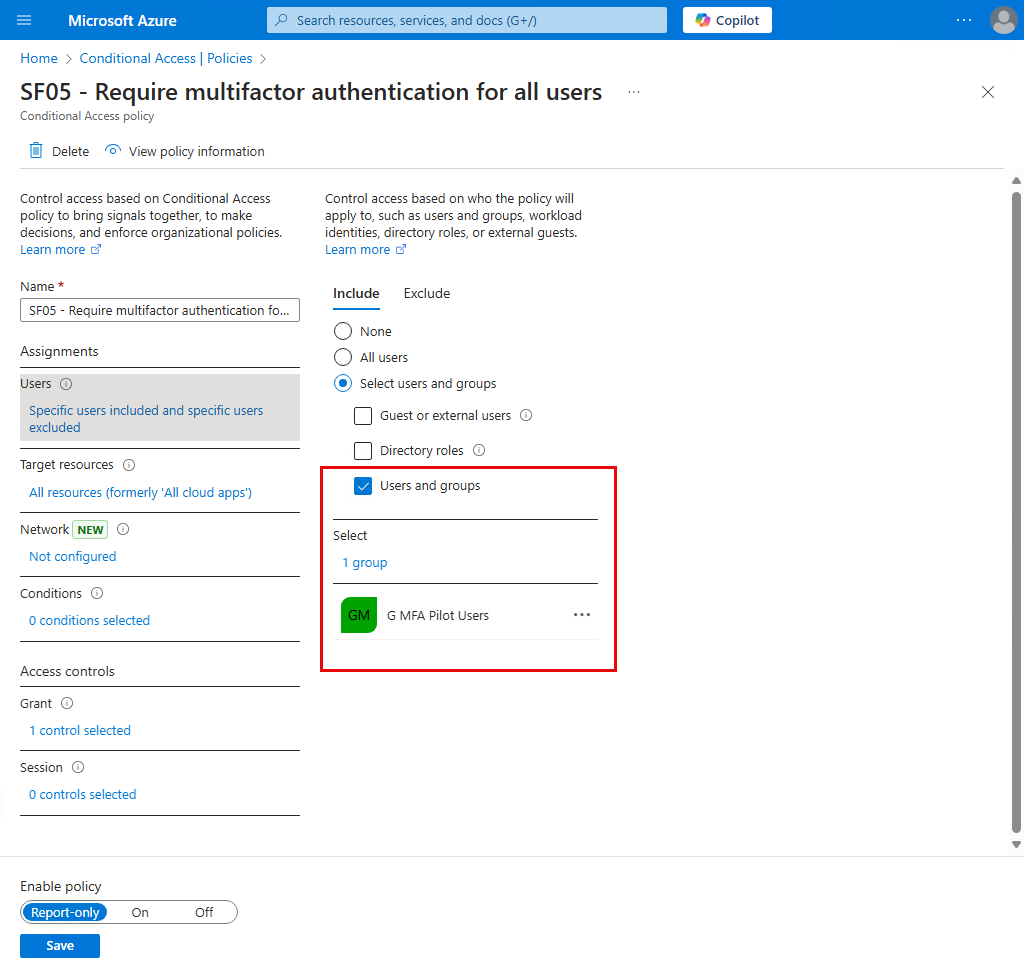 Microsoft Azure
Search resources, services, and docs (G+/)
Copilot
...
Home > Conditional Access | Policies >
SF05 - Require multifactor authentication for all users
...
Conditional Access policy
Delete
View policy information
Control access based on Conditional Access
policy to bring signals together, to make
decisions, and enforce organizational policies.
Learn more
Name *
SF05 - Require multifactor authentication fo...
Assignments
Users
Specific users included and specific users
excluded
Target resources
All resources (formerly 'All cloud apps')
Network NEW
Not configured
Conditions
0 conditions selected
Access controls
Grant
1 control selected
Session
0 controls selected
Control access based on who the policy will
apply to, such as users and groups, workload
identities, directory roles, or external guests.
Learn more
Include
Exclude
None
All users
Select users and groups
Guest or external users
Directory roles
Users and groups
Select
1 group
GM
G MFA Pilot Users
...
Enable policy
Report-only
On
Off
Save